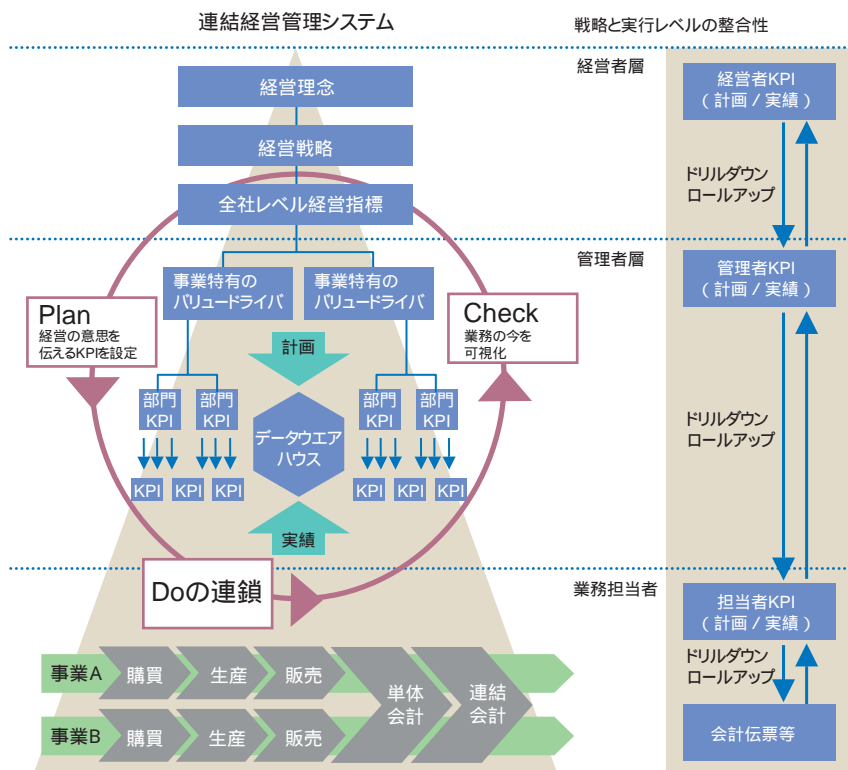 連結経営管理システム
戦略と実行レベルの整合性
経営者層
経営理念
経営戦略
全社レベル経営指標
経営者KPI
（ 計画 / 実績 ）
ドリルダウン
ロールアップ
管理者層
事業特有の
バリュードライバ
事業特有の
バリュードライバ
管理者KPI
（ 計画 / 実績 ）
Plan
経営の意思を
伝えるKPIを設定
Check
業務の今を
可視化
計画
部門
KPI
部門
KPI
データウエア
ハウス
部門
KPI
部門
KPI
KPI
KPI
KPI
KPI
KPI
KPI
実績
ドリルダウン
ロールアップ
Doの連鎖
業務担当者
担当者KPI
（ 計画 / 実績 ）
ドリルダウン
ロールアップ
会計伝票等
事業A
購買
生産
販売
単体
会計
連結
会計
事業B
購買
生産
販売